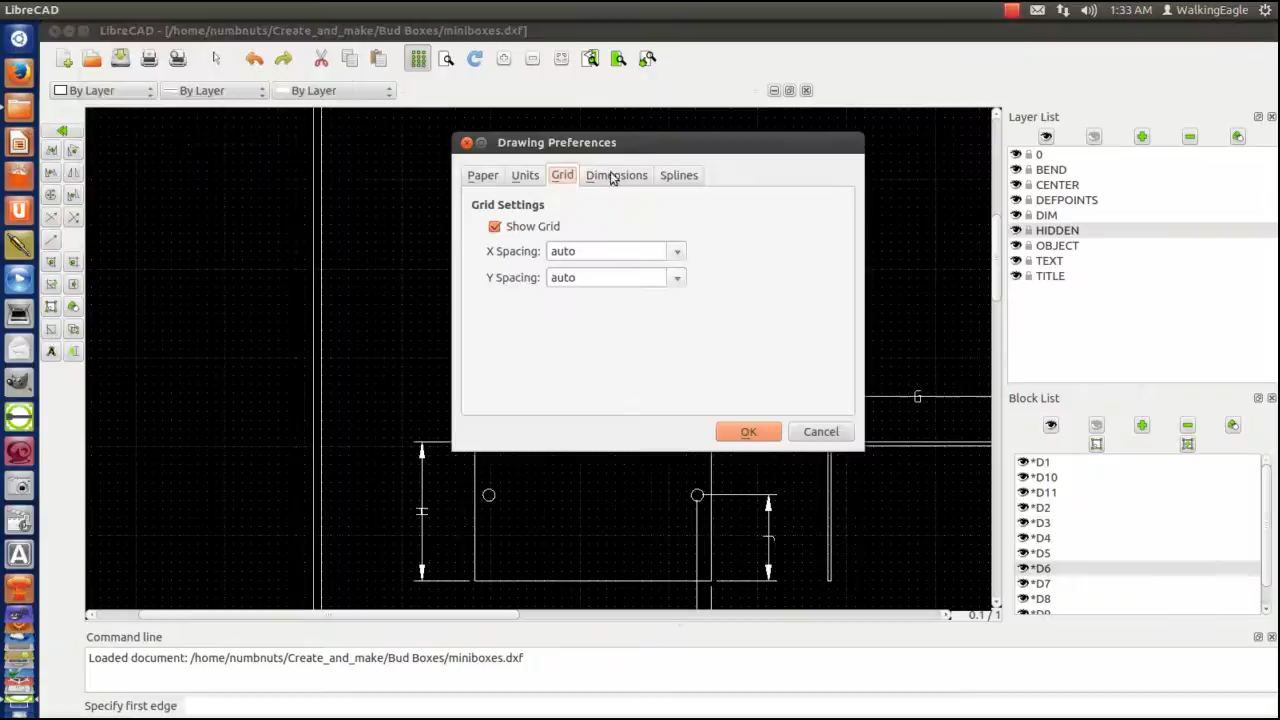 LibreCAD
1:33 AM
WalkingEagle
LibreCAD - [/home/numbnuts/Create_and_make/Bud Boxes/miniboxes.dxf]
By Layer
By Layer
By Layer
Drawing Preferences
Paper
Units
Grid
Dimensions
Splines
Grid Settings
Show Grid
X Spacing:
auto
Y Spacing:
auto
OK
Cancel
G
H
J
Layer List
0
BEND
CENTER
DEFPOINTS
DIM
HIDDEN
OBJECT
TEXT
TITLE
Block List
*D1
*D10
*D11
*D2
*D3
*D4
*D5
*D6
*D7
*D8
*D9
0.1 / 1
Command line
Loaded document: /home/numbnuts/Create_and_make/Bud Boxes/miniboxes.dxf
Specify first edge